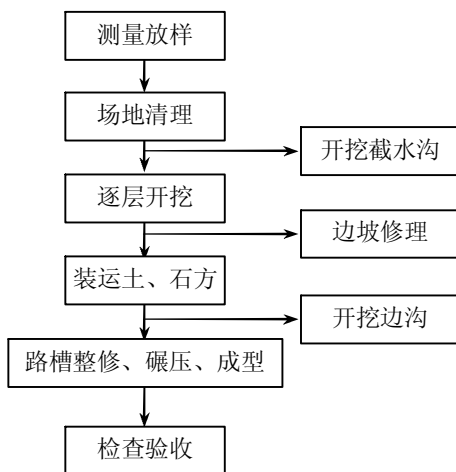 测量放样
场地清理
开挖截水沟
逐层开挖
边坡修理
装运土、石方
开挖边沟
路槽整修、碾压、成型
检查验收